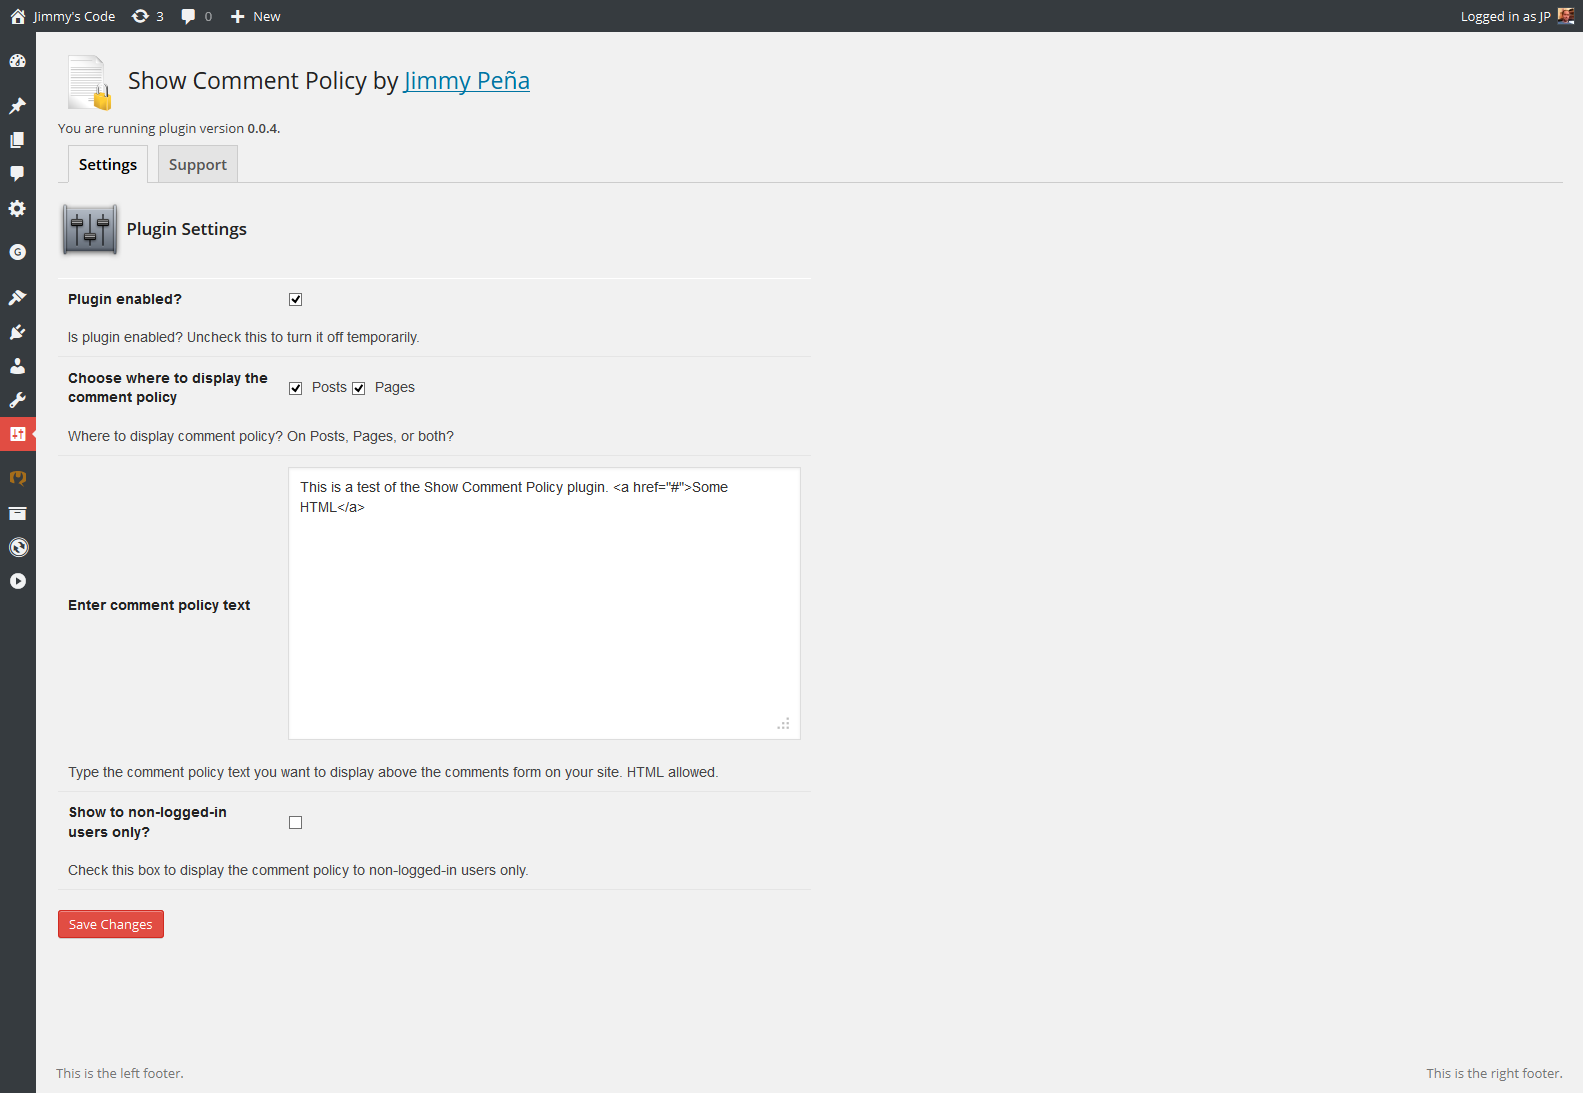 Jimmy's Code 3 0 New Logged in as JP
Show Comment Policy by Jimmy Peña
You are running plugin version 0.0.4.
Settings Support
G
Plugin Settings
Plugin enabled?
Is plugin enabled? Uncheck this to turn it off temporarily.
Choose where to display the
comment policy
Posts Pages
Where to display comment policy? On Posts, Pages, or both?
This is a test of the Show Comment Policy plugin. <a href="#">Some
HTML</a>
Enter comment policy text
Type the comment policy text you want to display above the comments form on your site. HTML allowed.
Show to non-logged-in
users only?
Check this box to display the comment policy to non-logged-in users only.
Save Changes
This is the left footer. This is the right footer.